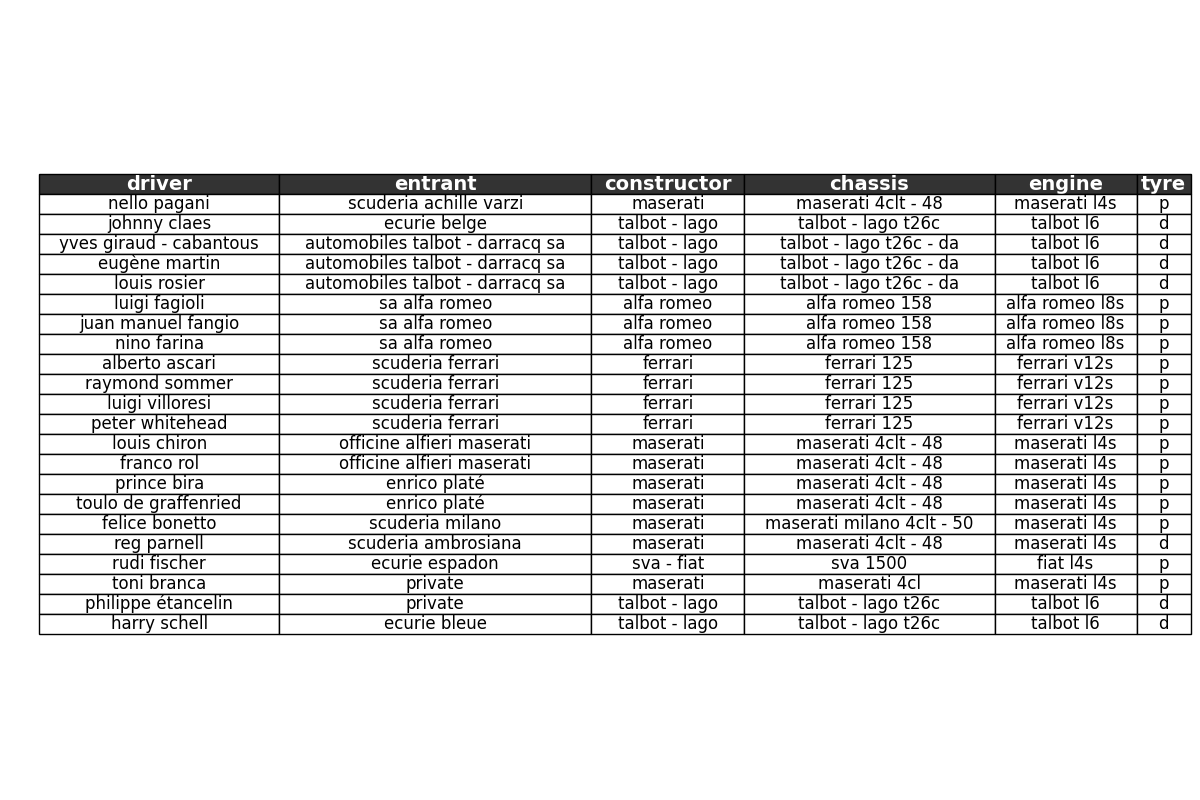 driver entrant constructor chassis engine tyre
nello pagani scuderia achille varzi maserati maserati 4clt - 48 maserati l4s p
johnny claes ecurie belge talbot - lago talbot - lago t26c talbot l6 d
yves giraud - cabantous automobiles talbot - darracq sa talbot - lago talbot - lago t26c - da talbot l6 d
eugène martin automobiles talbot - darracq sa talbot - lago talbot - lago t26c - da talbot l6 d
louis rosier automobiles talbot - darracq sa talbot - lago talbot - lago t26c - da talbot l6 d
luigi fagioli sa alfa romeo alfa romeo alfa romeo 158 alfa romeo l8s p
juan manuel fangio sa alfa romeo alfa romeo alfa romeo 158 alfa romeo l8s p
nino farina sa alfa romeo alfa romeo alfa romeo 158 alfa romeo l8s p
alberto ascari scuderia ferrari ferrari ferrari 125 ferrari v12s p
raymond sommer scuderia ferrari ferrari ferrari 125 ferrari v12s p
luigi villoresi scuderia ferrari ferrari ferrari 125 ferrari v12s p
peter whitehead scuderia ferrari ferrari ferrari 125 ferrari v12s p
louis chiron officine alfieri maserati maserati maserati 4clt - 48 maserati l4s p
franco rol officine alfieri maserati maserati maserati 4clt - 48 maserati l4s p
prince bira enrico platé maserati maserati 4clt - 48 maserati l4s p
toulo de graffenried enrico platé maserati maserati 4clt - 48 maserati l4s p
felice bonetto scuderia milano maserati maserati milano 4clt - 50 maserati l4s p
reg parnell scuderia ambrosiana maserati maserati 4clt - 48 maserati l4s d
rudi fischer ecurie espadon sva - fiat sva 1500 fiat l4s p
toni branca private maserati maserati 4cl maserati l4s p
philippe étancelin private talbot - lago talbot - lago t26c talbot l6 d
harry schell ecurie bleue talbot - lago talbot - lago t26c talbot l6 d